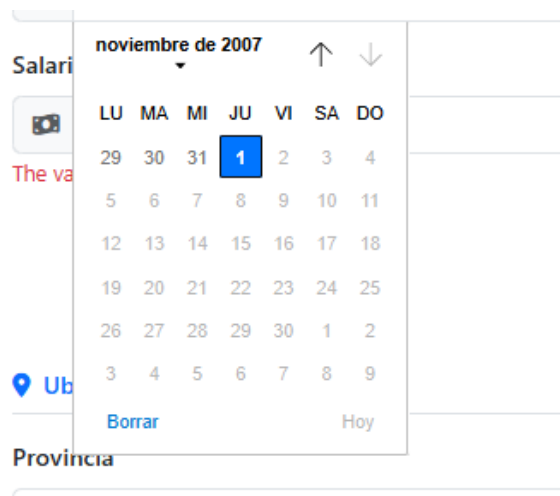 noviembre de 2007
Salari
LU MA MI JU VI SA DO
29 30 31 1 2 3 4
The va
5 6 7 8 9 10 11
12 13 14 15 16 17 18
19 20 21 22 23 24 25
26 27 28 29 30 1 2
3 4 5 6 7 8 9
Ub
Borrar Hoy
Provincia